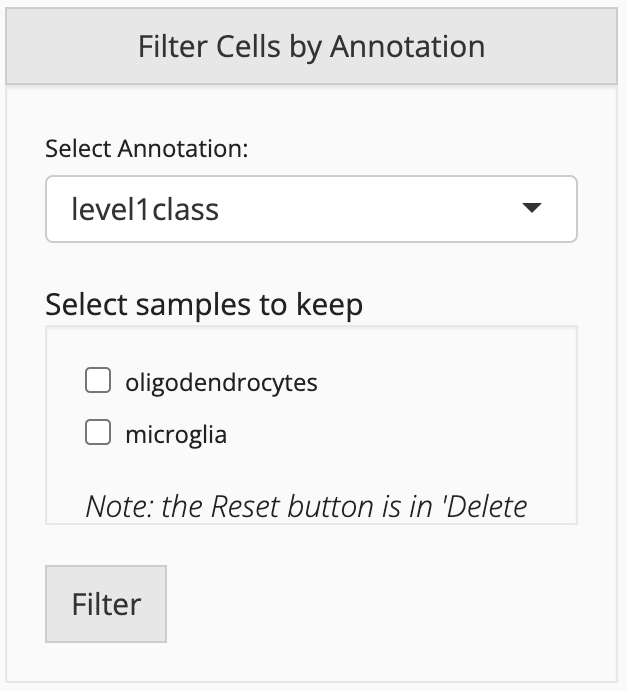 Filter Cells by Annotation
Select Annotation:
level1class
Select samples to keep
oligodendrocytes
microglia
Note: the Reset button is in 'Delete
Filter